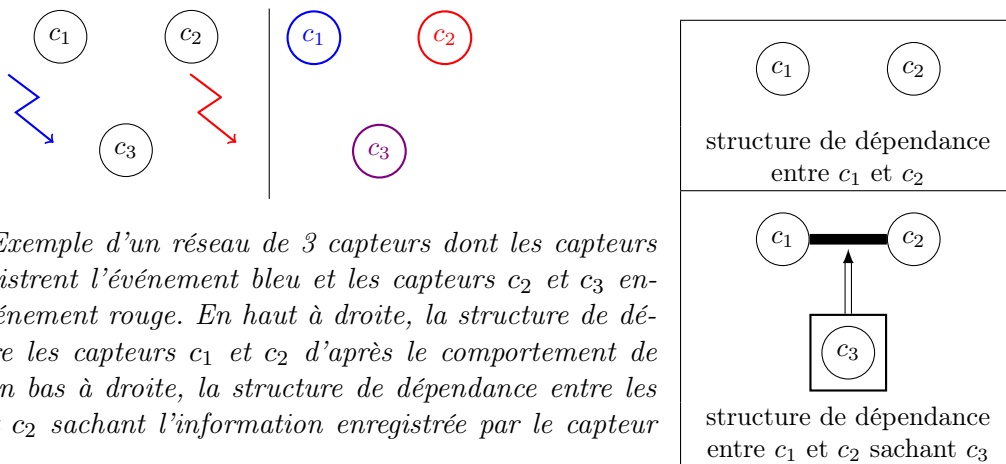 c₁ c₂ c₁ c₂
c₃ c₃
Exemple d'un réseau de 3 capteurs dont les capteurs
istrent l'événement bleu et les capteurs c₂ et c₃ en-
énement rouge. En haut à droite, la structure de dé-
e les capteurs c₁ et c₂ d'après le comportement de
n bas à droite, la structure de dépendance entre les
c₂ sachant l'information enregistrée par le capteur
c₁ c₂
structure de dépendance
entre c₁ et c₂
c₁ c₂
c₃
structure de dépendance
entre c₁ et c₂ sachant c₃